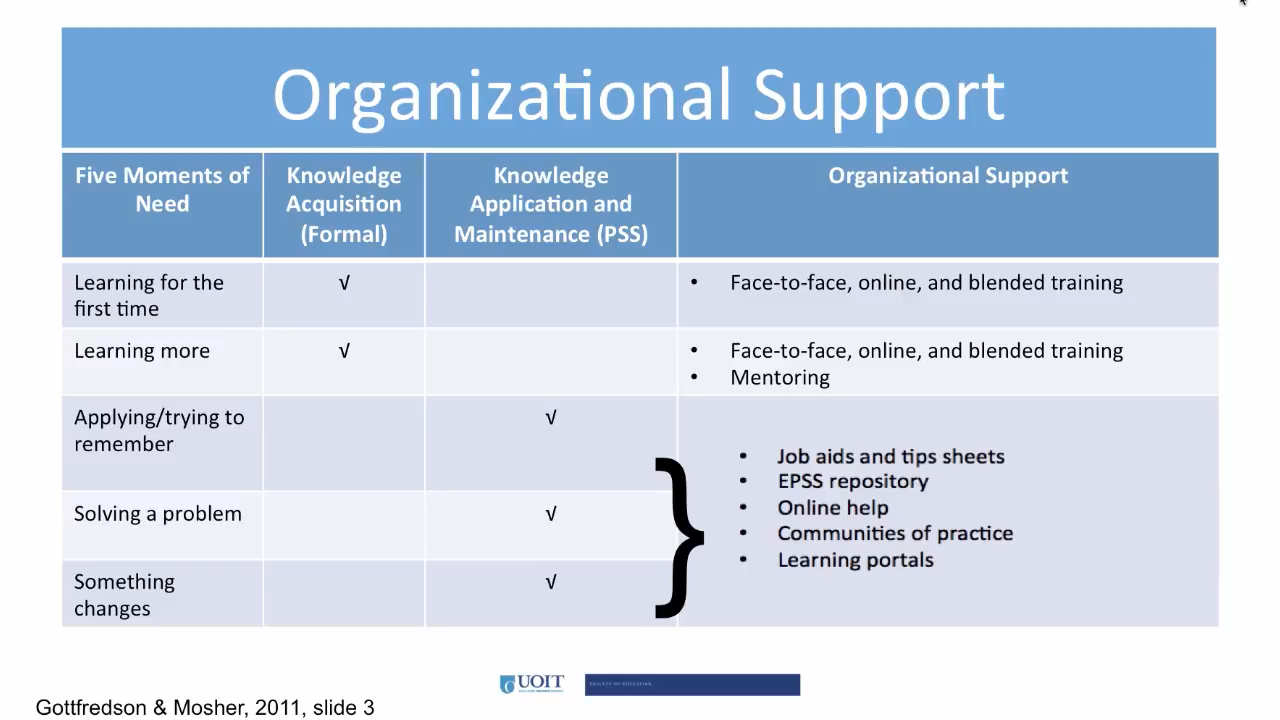 Organizational Support
Five Moments of
Need
Knowledge
Acquisition
(Formal)
Knowledge
Application and
Maintenance (PSS)
Organizational Support
Learning for the
first time
√
• Face-to-face, online, and blended training
Learning more
√
• Face-to-face, online, and blended training
• Mentoring
Applying/trying to
remember
√
Solving a problem
√
Something
changes
√
}
• Job aids and tips sheets
• EPSS repository
• Online help
• Communities of practice
• Learning portals
UOIT
FACULTY OF EDUCATION
Gottfredson & Mosher, 2011, slide 3